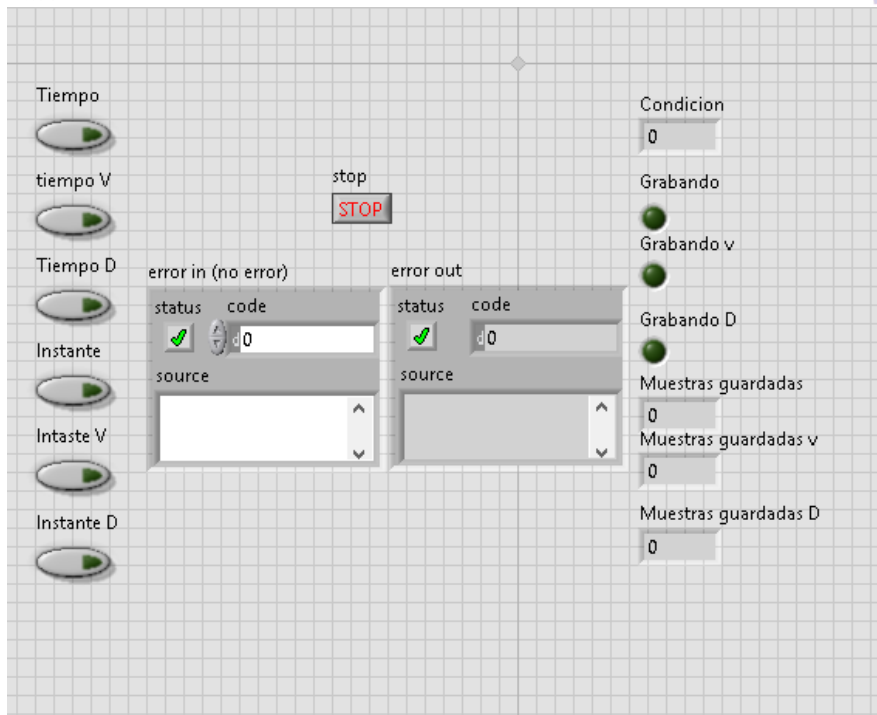 Tiempo
tiempo V
Tiempo D
Instante
Intaste V
Instante D
stop
STOP
error in (no error)
status code
d 0
source
error out
status code
d 0
source
Condicion
0
Grabando
Grabando v
Grabando D
Muestras guardadas
0
Muestras guardadas v
0
Muestras guardadas D
0